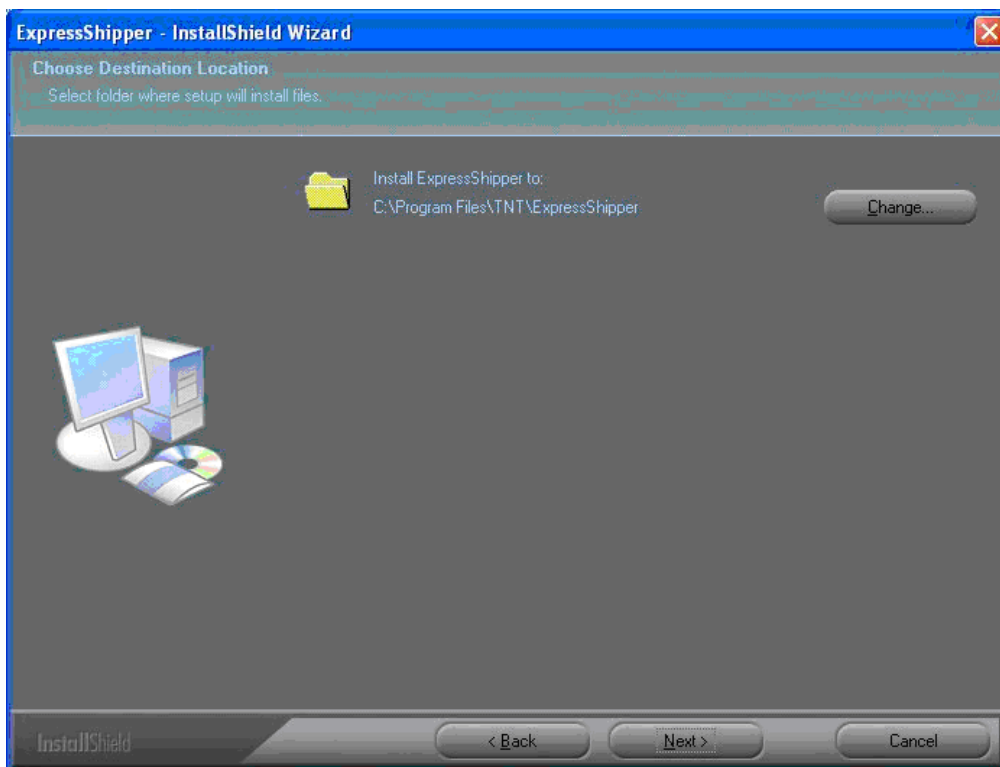 ExpressShipper - InstallShield Wizard
Choose Destination Location
Select folder where setup will install files.
Install ExpressShipper to:
C:\Program Files\TNT\ExpressShipper
Change...
InstallShield
< Back
Next >
Cancel